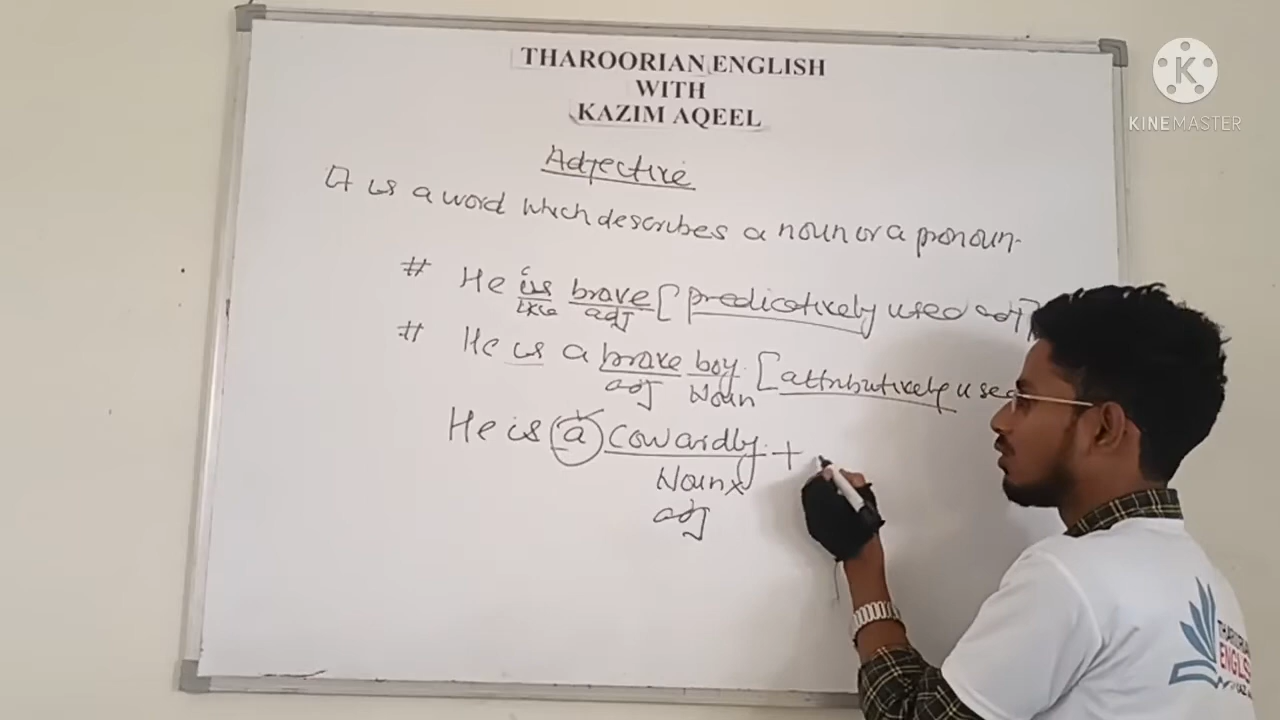 THAROORIAN ENGLISH
WITH
KAZIM AQEEL
KINEMASTER
Adjective
It is a word which describes a noun or a pronoun.
# He is brave [predicatively used adj]
adj
# He is a brave boy [attributively used
adj Noun
He is a cowardly +
Noun x
adj
ENGLISH